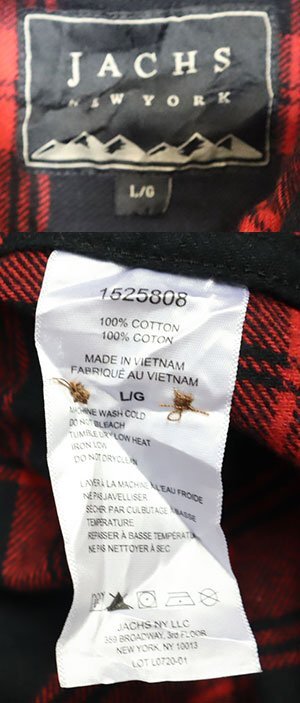 JACHS
NEW YORK
L/G
1525808
100% COTTON
100% COTON
MADE IN VIETNAM
FABRIQUÉ AU VIETNAM
L/G
MACHINE WASH COLD
DO NOT BLEACH
TUMBLE DRY LOW HEAT
IRON LOW
DO NOT DRY CLEAN
LAVER À LA MACHINE À L'EAU FROIDE
NE PAS JAVELLISER
SÉCHER PAR CULBUTAGE À BASSE
TEMPÉRATURE
REPASSER À BASSE TEMPÉRATURE
NE PAS NETTOYER À SEC
JACHS NY LLC
359 BROADWAY, 3rd FLOOR
NEW YORK, NY 10013
LOT L0720-01